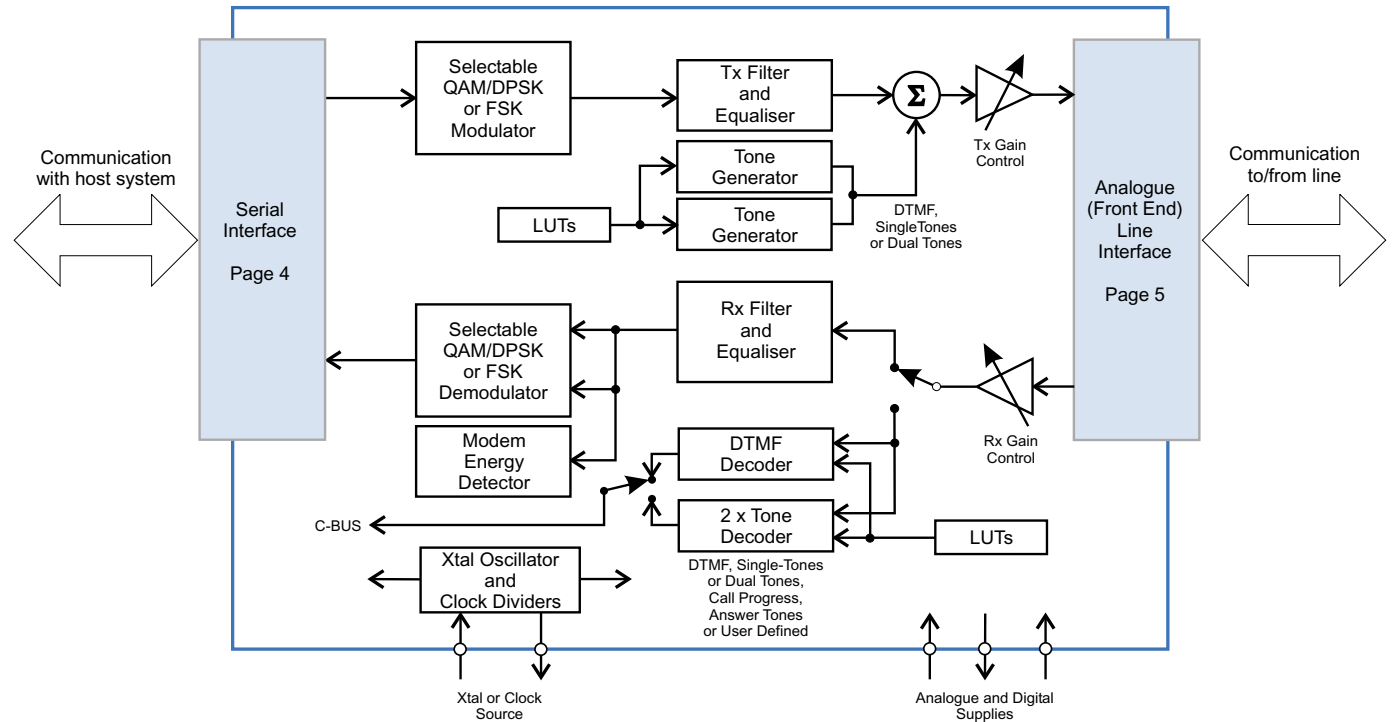 Communication
with host system
Serial
Interface
Page 4
Selectable
QAM/DPSK
or FSK
Modulator
Tx Filter
and
Equaliser
Σ
Tx Gain
Control
Tone
Generator
LUTs
Tone
Generator
DTMF,
SingleTones
or Dual Tones
Analogue
(Front End)
Line
Interface
Page 5
Communication
to/from line
Selectable
QAM/DPSK
or FSK
Demodulator
Rx Filter
and
Equaliser
Rx Gain
Control
Modem
Energy
Detector
DTMF
Decoder
C-BUS
2 x Tone
Decoder
LUTs
DTMF, Single-Tones
or Dual Tones,
Call Progress,
Answer Tones
or User Defined
Xtal Oscillator
and
Clock Dividers
Xtal or Clock
Source
Analogue and Digital
Supplies